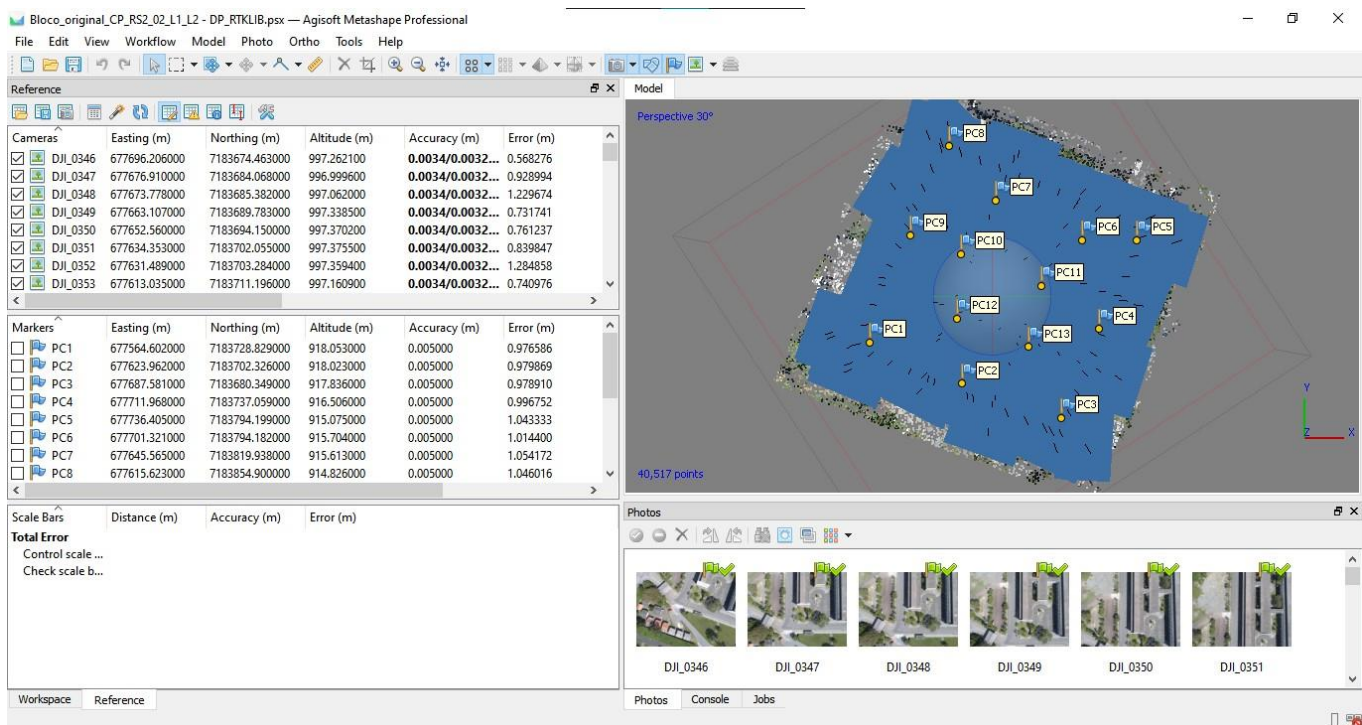 Bloco_original_CP_RS2_02_L1_L2 - DP_RTKLIB.psx — Agisoft Metashape Professional
File Edit View Workflow Model Photo Ortho Tools Help
Reference
Cameras Easting (m) Northing (m) Altitude (m) Accuracy (m) Error (m)
DJI_0346 677696.206000 7183674.463000 997.262100 0.0034/0.0032... 0.568276
DJI_0347 677676.910000 7183684.068000 996.999600 0.0034/0.0032... 0.928994
DJI_0348 677673.778000 7183685.382000 997.062000 0.0034/0.0032... 1.229674
DJI_0349 677663.107000 7183689.783000 997.338500 0.0034/0.0032... 0.731741
DJI_0350 677652.560000 7183694.150000 997.370200 0.0034/0.0032... 0.761237
DJI_0351 677634.353000 7183702.055000 997.375500 0.0034/0.0032... 0.839847
DJI_0352 677631.489000 7183703.284000 997.359400 0.0034/0.0032... 1.284858
DJI_0353 677613.035000 7183711.196000 997.160900 0.0034/0.0032... 0.740976
Markers Easting (m) Northing (m) Altitude (m) Accuracy (m) Error (m)
PC1 677564.602000 7183728.829000 918.053000 0.005000 0.976586
PC2 677623.962000 7183702.326000 918.023000 0.005000 0.979869
PC3 677687.581000 7183680.349000 917.836000 0.005000 0.978910
PC4 677711.968000 7183737.059000 916.506000 0.005000 0.996752
PC5 677736.405000 7183794.199000 915.075000 0.005000 1.043333
PC6 677701.321000 7183794.182000 915.704000 0.005000 1.014400
PC7 677645.565000 7183819.938000 915.613000 0.005000 1.054172
PC8 677615.623000 7183854.900000 914.826000 0.005000 1.046016
Scale Bars Distance (m) Accuracy (m) Error (m)
Total Error
Control scale ...
Check scale b...
Workspace Reference
Model
Perspective 30°
PC8
PC7
PC9
PC6 PC5
PC10
PC11
PC12
PC4
PC1
PC13
PC2
PC3
Y
Z X
40,517 points
Photos
DJI_0346 DJI_0347 DJI_0348 DJI_0349 DJI_0350 DJI_0351
Photos Console Jobs